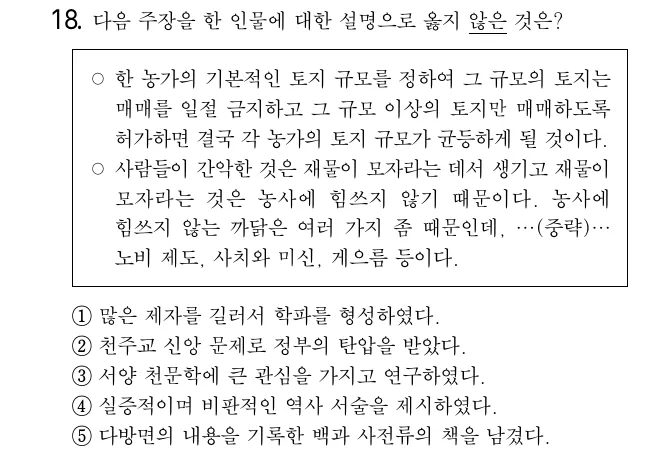 18. 다음 주장을 한 인물에 대한 설명으로 옳지 않은 것은?
○ 한 농가의 기본적인 토지 규모를 정하여 그 규모의 토지는
매매를 일절 금지하고 그 규모 이상의 토지만 매매하도록
허가하면 결국 각 농가의 토지 규모가 균등하게 될 것이다.
○ 사람들이 간악한 것은 재물이 모자라는 데서 생기고 재물이
모자라는 것은 농사에 힘쓰지 않기 때문이다. 농사에
힘쓰지 않는 까닭은 여러 가지 좀 때문인데, …(중략)…
노비 제도, 사치와 미신, 게으름 등이다.
① 많은 제자를 길러서 학파를 형성하였다.
② 천주교 신앙 문제로 정부의 탄압을 받았다.
③ 서양 천문학에 큰 관심을 가지고 연구하였다.
④ 실증적이며 비판적인 역사 서술을 제시하였다.
⑤ 다방면의 내용을 기록한 백과 사전류의 책을 남겼다.